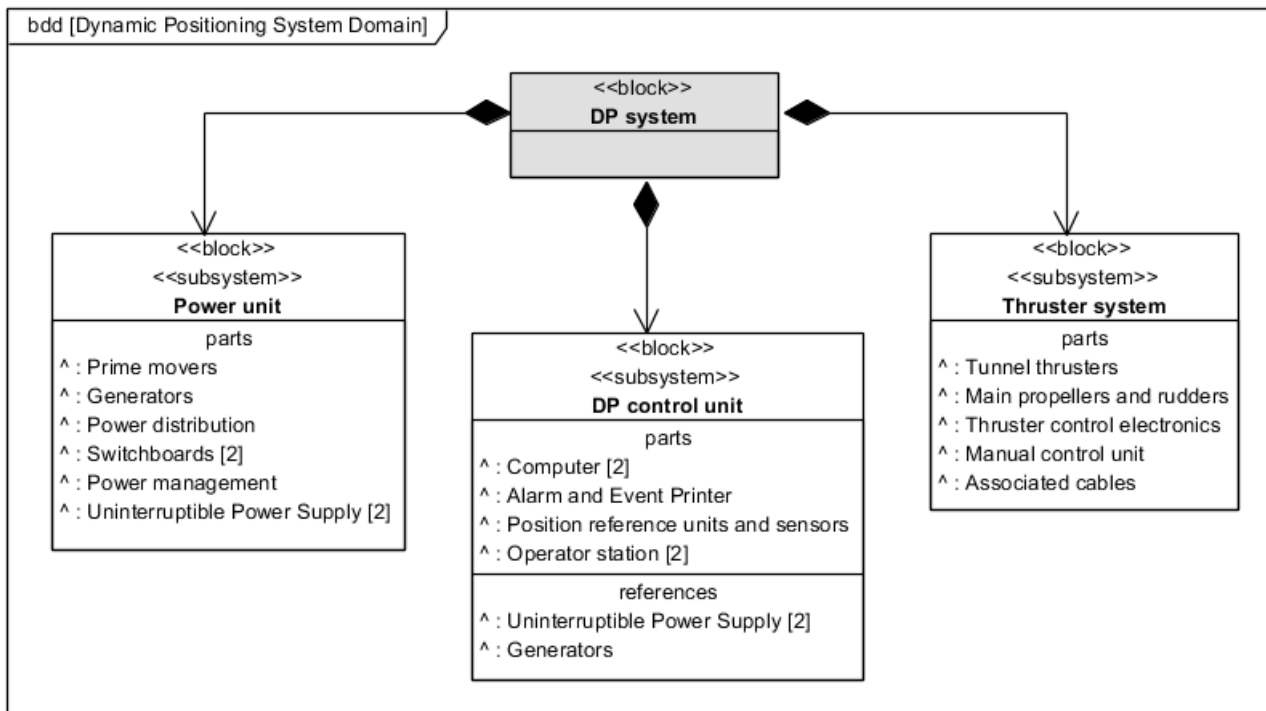 bdd [Dynamic Positioning System Domain]
<<block>>
DP system
<<block>>
<<subsystem>>
Power unit
parts
^ : Prime movers
^ : Generators
^ : Power distribution
^ : Switchboards [2]
^ : Power management
^ : Uninterruptible Power Supply [2]
<<block>>
<<subsystem>>
DP control unit
parts
^ : Computer [2]
^ : Alarm and Event Printer
^ : Position reference units and sensors
^ : Operator station [2]
references
^ : Uninterruptible Power Supply [2]
^ : Generators
<<block>>
<<subsystem>>
Thruster system
parts
^ : Tunnel thrusters
^ : Main propellers and rudders
^ : Thruster control electronics
^ : Manual control unit
^ : Associated cables